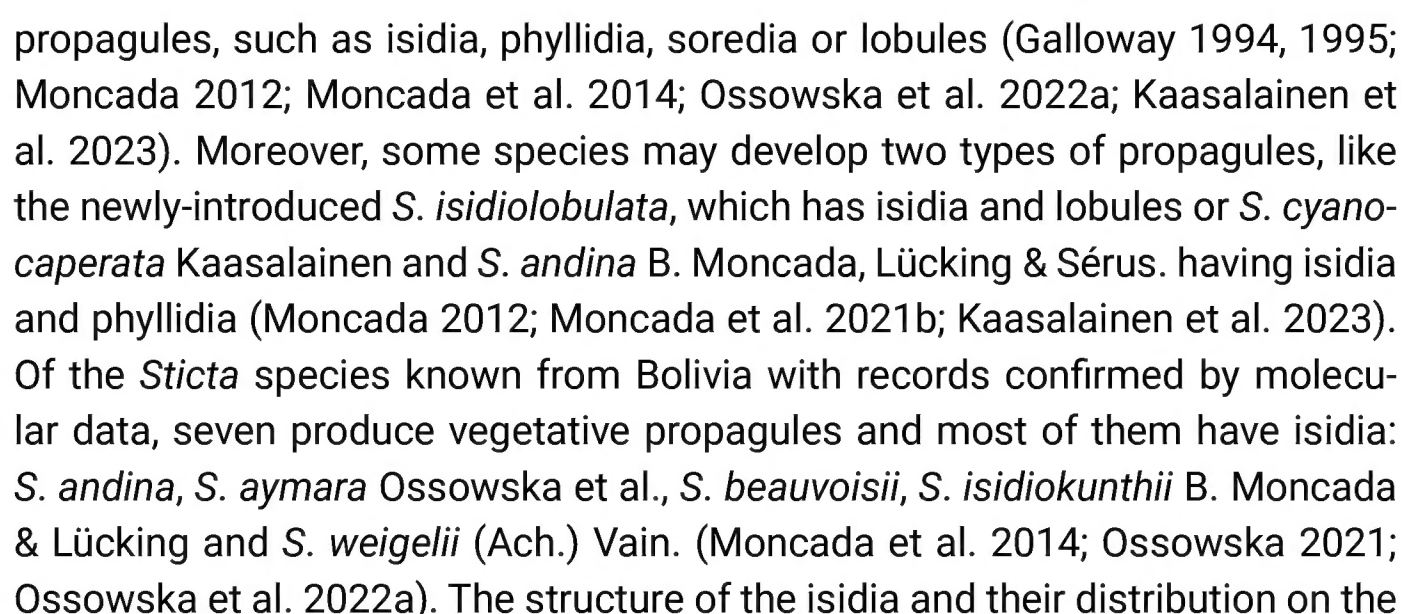 propagules, such as isidia, phyllidia, soredia or lobules (Galloway 1994, 1995;
Moncada 2012; Moncada et al. 2014; Ossowska et al. 2022a; Kaasalainen et
al. 2023). Moreover, some species may develop two types of propagules, like
the newly-introduced S. isidiolobulata, which has isidia and lobules or S. cyano-
caperata Kaasalainen and S. andina B. Moncada, Lücking & Sérus. having isidia
and phyllidia (Moncada 2012; Moncada et al. 2021b; Kaasalainen et al. 2023).
Of the Sticta species known from Bolivia with records confirmed by molecu-
lar data, seven produce vegetative propagules and most of them have isidia:
S. andina, S. aymara Ossowska et al., S. beauvoisii, S. isidiokunthii B. Moncada
& Lücking and S. weigelii (Ach.) Vain. (Moncada et al. 2014; Ossowska 2021;
Ossowska et al. 2022a). The structure of the isidia and their distribution on the